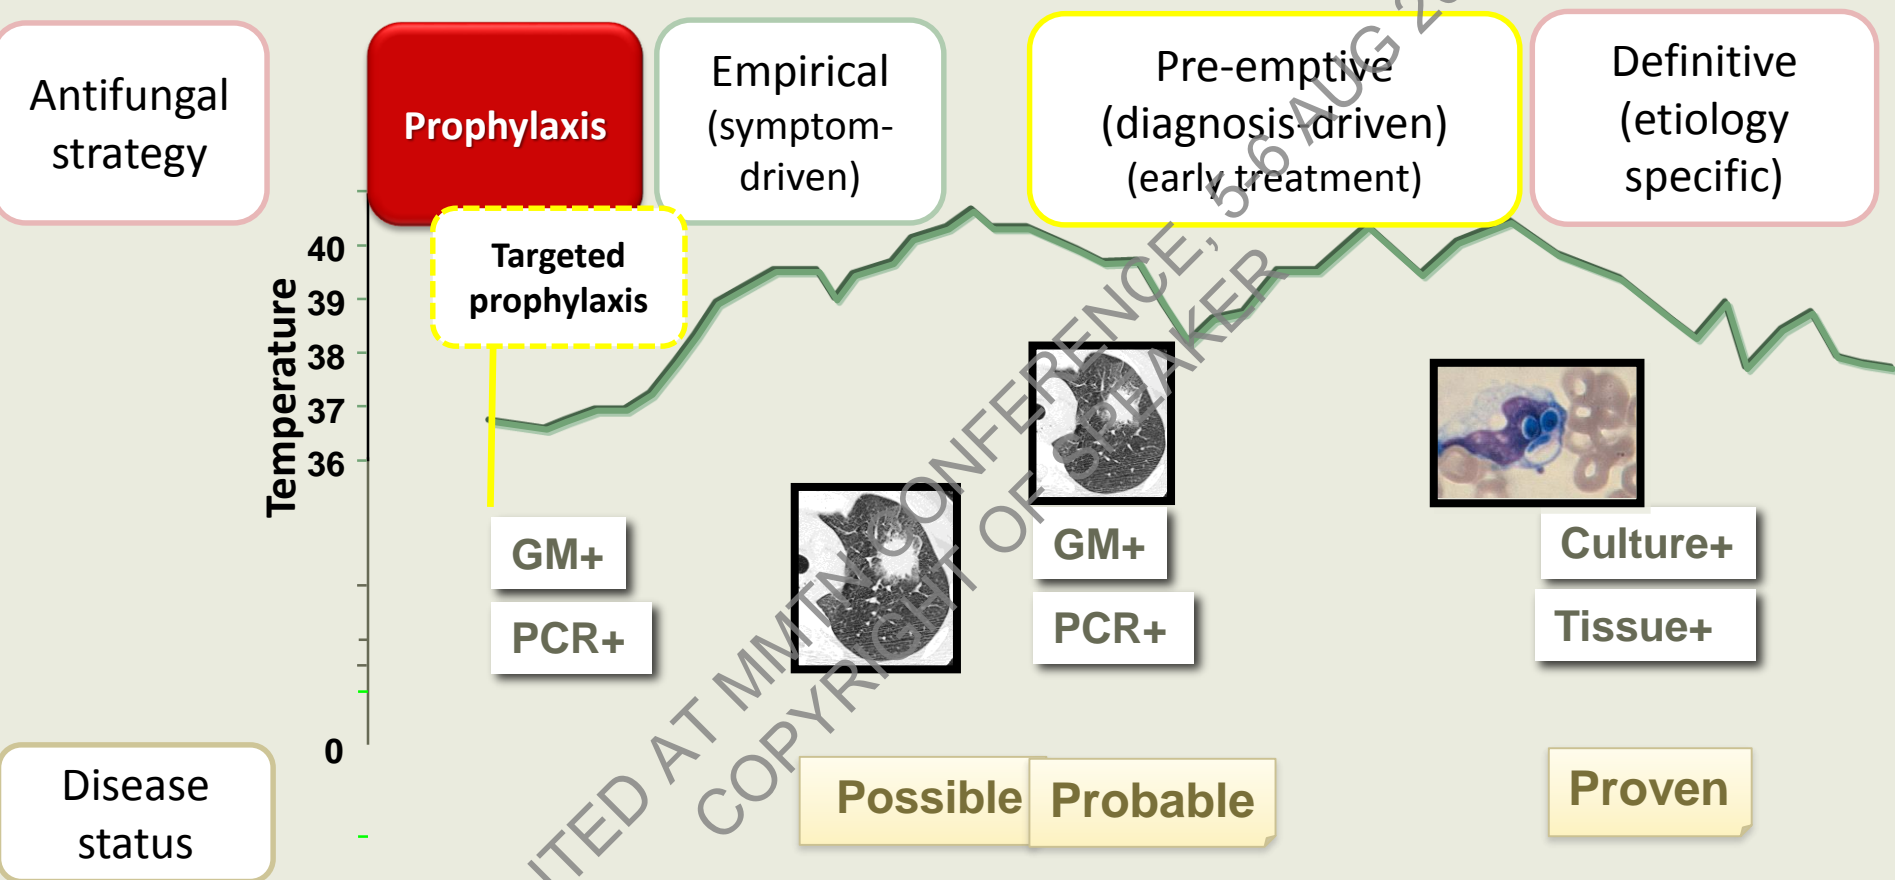 Antifungal
strategy
Prophylaxis
Empirical
(symptom-
driven)
Pre-emptive
(diagnosis-driven)
(early treatment)
Definitive
(etiology
specific)
Targeted
prophylaxis
Temperature
40
39
38
37
36
0
GM+
PCR+
GM+
PCR+
Culture+
Tissue+
Disease
status
Possible
Probable
Proven
ITED AT MMTN CONFERENCE, 5-6 AUG
COPYRIGHT OF SPEAKER